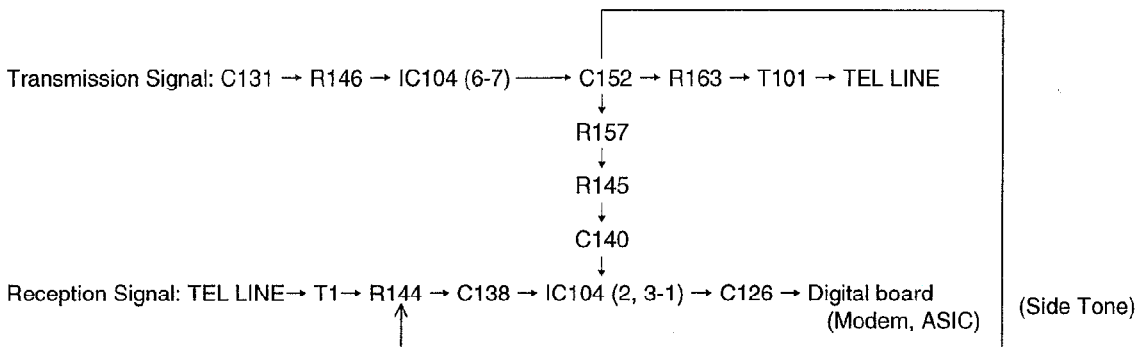 Transmission Signal: C131 → R146 → IC104 (6-7) → C152 → R163 → T101 → TEL LINE
R157
R145
C140
Reception Signal: TEL LINE → T1 → R144 → C138 → IC104 (2, 3-1) → C126 → Digital board
(Modem, ASIC)
(Side Tone)